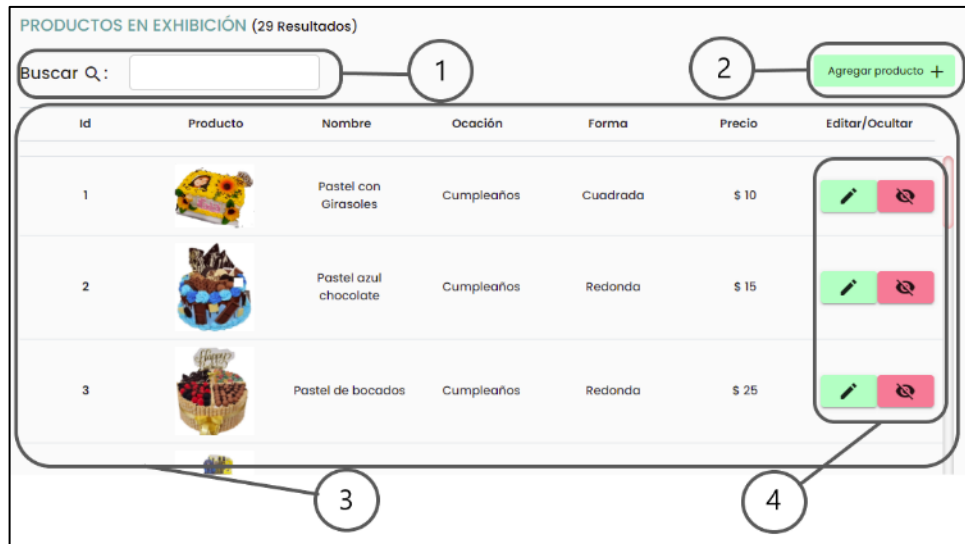 PRODUCTOS EN EXHIBICIÓN (29 Resultados)
Buscar :
1
2
Agregar producto +
Id Producto Nombre Ocación Forma Precio Editar/Ocultar
1 Pastel con Girasoles Cumpleaños Cuadrada $ 10
2 Pastel azul chocolate Cumpleaños Redonda $ 15
3 Pastel de bocados Cumpleaños Redonda $ 25
3
4